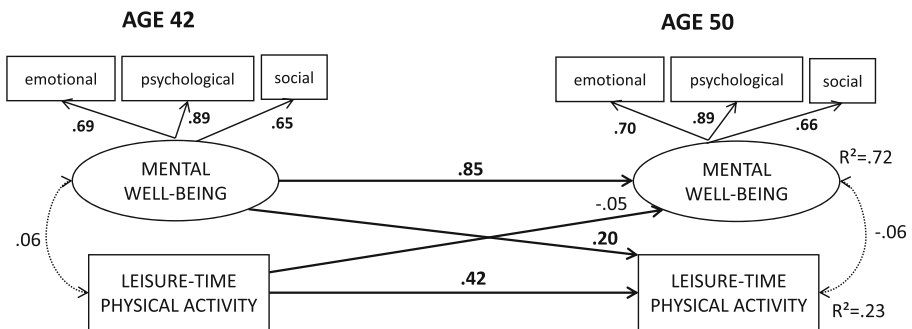 AGE 42
AGE 50
emotional
psychological
social
emotional
psychological
social
.69
.89
.65
.70
.89
.66
MENTAL
WELL-BEING
.85
MENTAL
WELL-BEING
R²=.72
.06
-.05
.20
-.06
LEISURE-TIME
PHYSICAL ACTIVITY
.42
LEISURE-TIME
PHYSICAL ACTIVITY
R²=.23